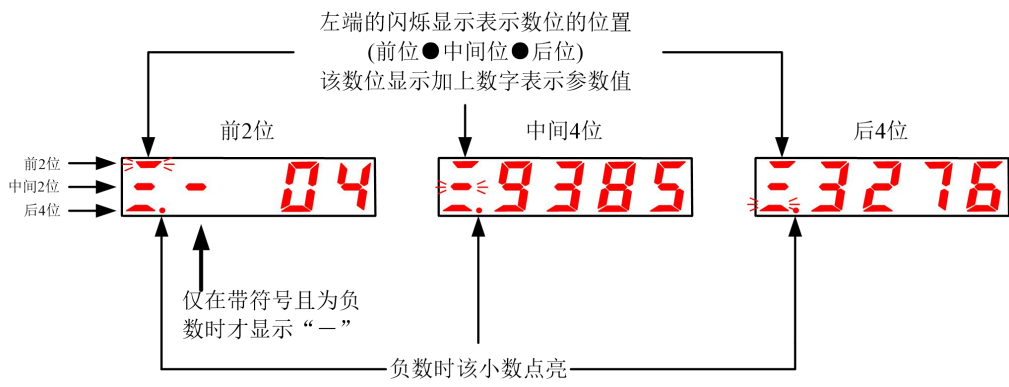 左端的闪烁显示表示数位的位置
(前位●中间位●后位)
该数位显示加上数字表示参数值
前2位
中间4位
后4位
前2位
中间2位
后4位
- 04
9385
3276
仅在带符号且为负
数时才显示“－”
负数时该小数点亮